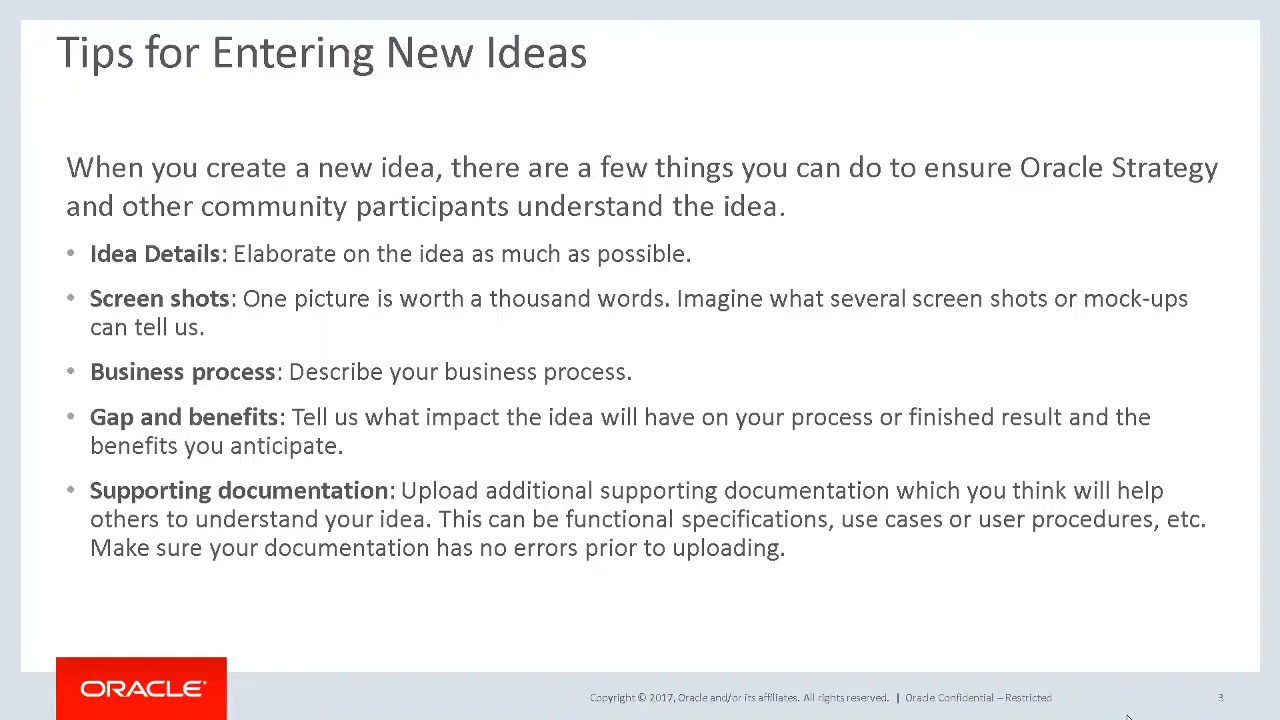 Tips for Entering New Ideas
When you create a new idea, there are a few things you can do to ensure Oracle Strategy
and other community participants understand the idea.
• Idea Details: Elaborate on the idea as much as possible.
• Screen shots: One picture is worth a thousand words. Imagine what several screen shots or mock-ups
can tell us.
• Business process: Describe your business process.
• Gap and benefits: Tell us what impact the idea will have on your process or finished result and the
benefits you anticipate.
• Supporting documentation: Upload additional supporting documentation which you think will help
others to understand your idea. This can be functional specifications, use cases or user procedures, etc.
Make sure your documentation has no errors prior to uploading.
ORACLE®
Copyright © 2017, Oracle and/or its affiliates. All rights reserved. | Oracle Confidential – Restricted
3